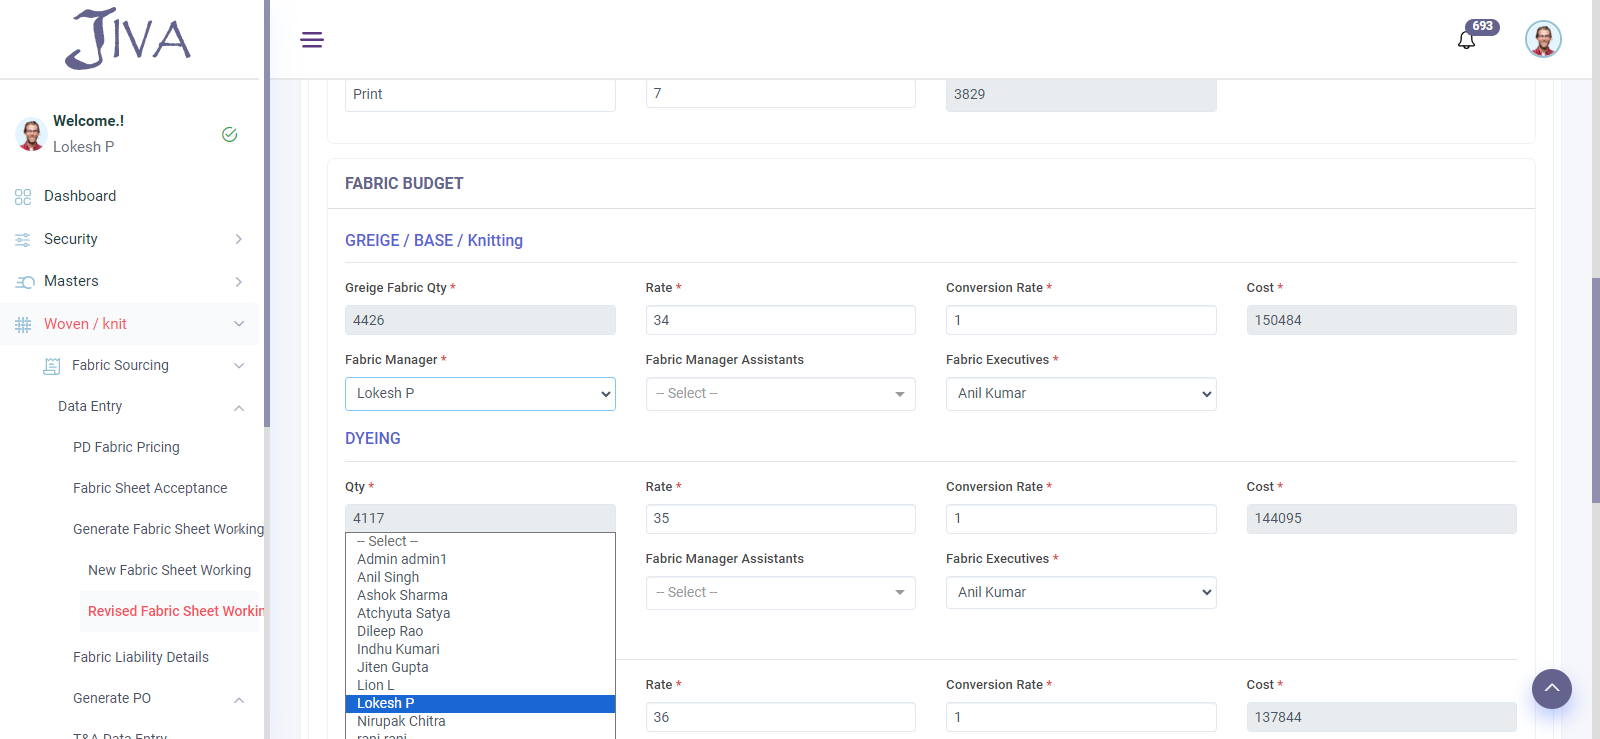 JIVA
693
Welcome.!
Lokesh P
Dashboard
Security
Masters
Woven / knit
Fabric Sourcing
Data Entry
PD Fabric Pricing
Fabric Sheet Acceptance
Generate Fabric Sheet Working
New Fabric Sheet Working
Revised Fabric Sheet Workin
Fabric Liability Details
Generate PO
T&A Data Entry
Print 7 3829
FABRIC BUDGET
GREIGE / BASE / Knitting
Greige Fabric Qty * Rate * Conversion Rate * Cost *
4426 34 1 150484
Fabric Manager * Fabric Manager Assistants Fabric Executives *
Lokesh P -- Select -- Anil Kumar
DYEING
Qty * Rate * Conversion Rate * Cost *
4117 35 1 144095
Fabric Manager Assistants Fabric Executives *
-- Select -- Anil Kumar
-- Select --
Admin admin1
Anil Singh
Ashok Sharma
Atchyuta Satya
Dileep Rao
Indhu Kumari
Jiten Gupta
Lion L
Lokesh P
Nirupak Chitra
rani rani
Rate * Conversion Rate * Cost *
36 1 137844